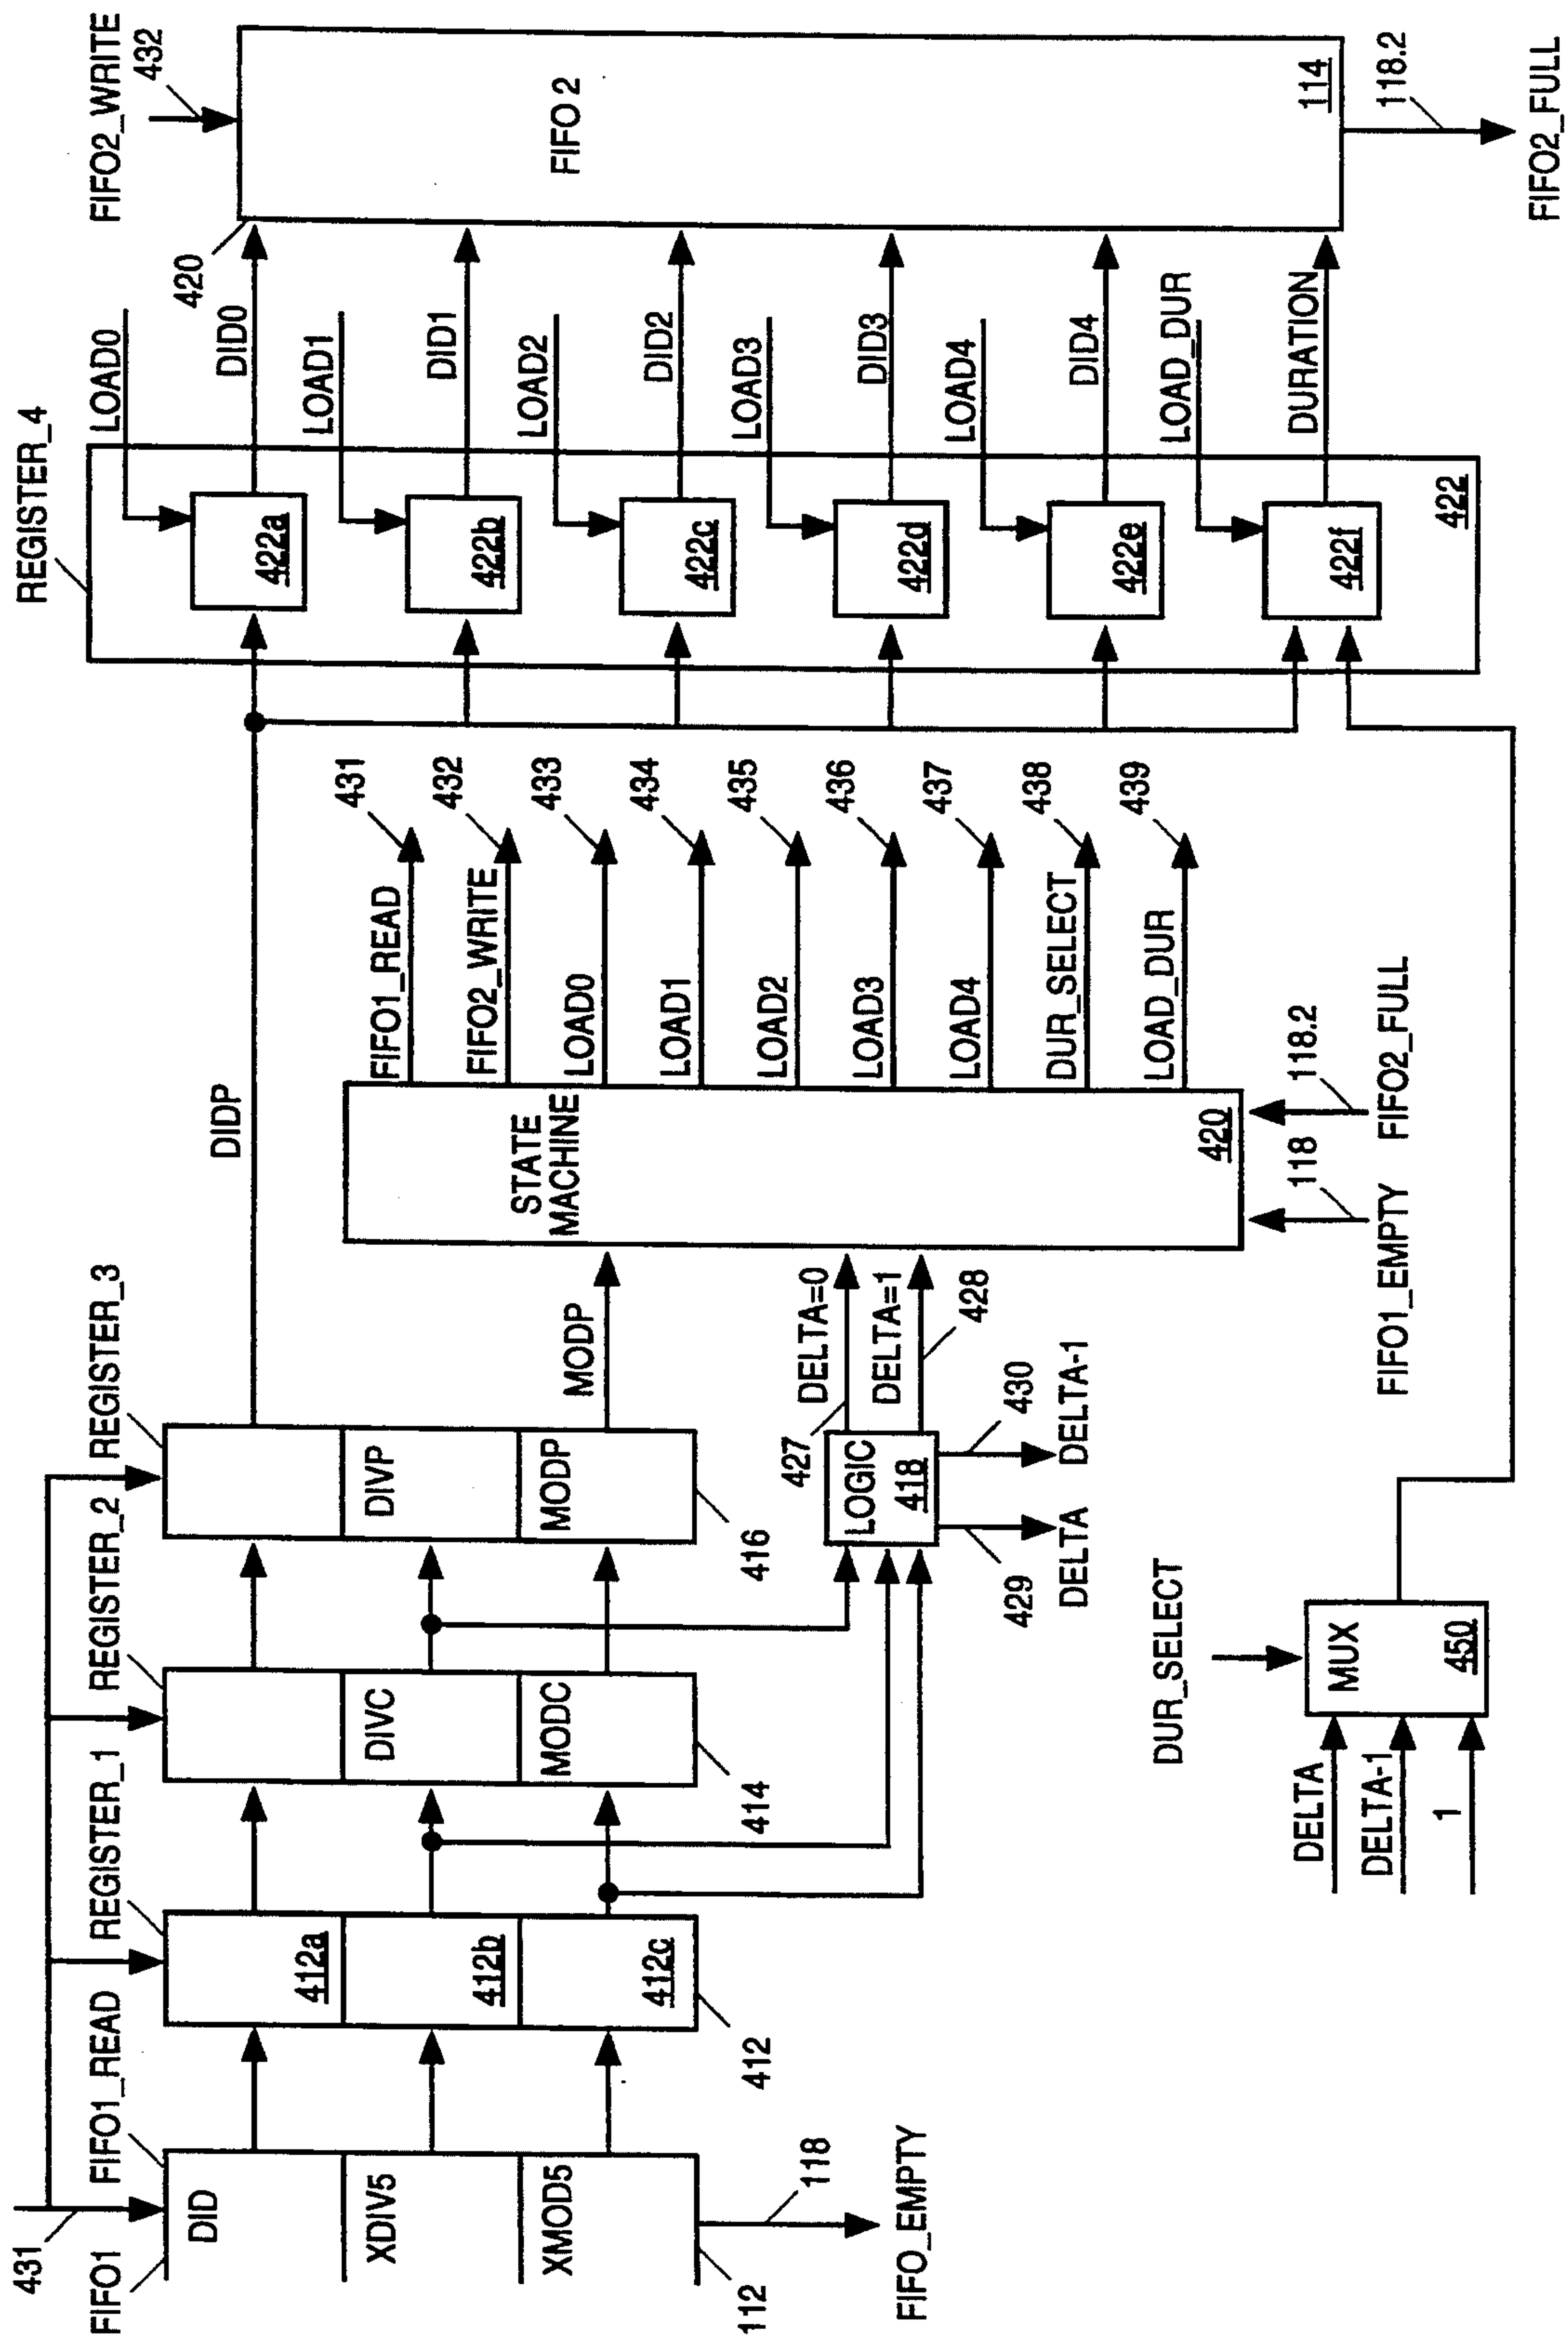 431
FIFO1
FIFO1_READ
REGISTER_1
REGISTER_2
REGISTER_3
DID
XDIV5
XMOD5
112
118
FIFO_EMPTY
412a
412b
412c
412
DIVC
MODC
414
DIVP
MODP
416
DIDP
MODP
LOGIC
418
427
DELTA=0
DELTA=1
428
429
DELTA
430
DELTA-1
STATE
MACHINE
420
118
FIFO1_EMPTY
118.2
FIFO2_FULL
FIFO1_READ
431
FIFO2_WRITE
432
LOAD0
433
LOAD1
434
LOAD2
435
LOAD3
436
LOAD4
437
DUR_SELECT
438
LOAD_DUR
439
DUR_SELECT
DELTA
DELTA-1
1
MUX
450
REGISTER_4
422a
422b
422c
422d
422e
422f
422
LOAD0
DID0
LOAD1
DID1
LOAD2
DID2
LOAD3
DID3
LOAD4
DID4
LOAD_DUR
DURATION
420
FIFO2_WRITE
432
FIFO 2
114
118.2
FIFO2_FULL